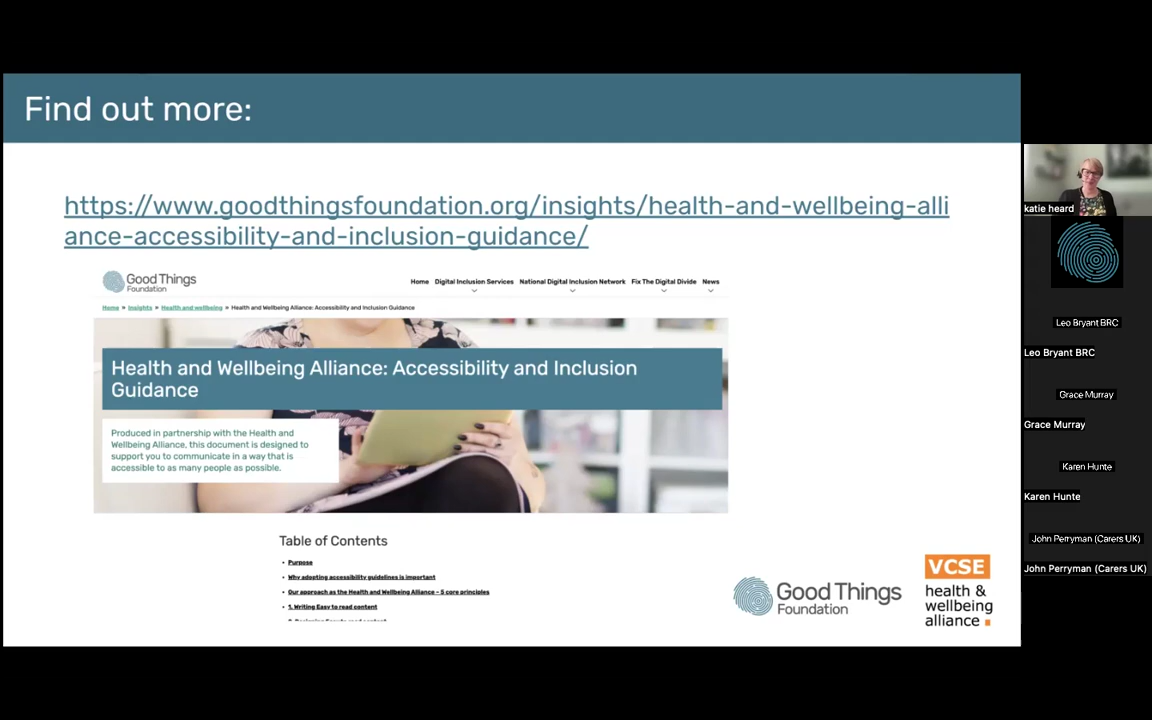 Find out more:
https://www.goodthingsfoundation.org/insights/health-and-wellbeing-alli
ance-accessibility-and-inclusion-guidance/
Good Things
Foundation
Home Digital Inclusion Services National Digital Inclusion Network Fix The Digital Divide News
Home » Insights » Health and wellbeing » Health and Wellbeing Alliance: Accessibility and Inclusion Guidance
Health and Wellbeing Alliance: Accessibility and Inclusion
Guidance
Produced in partnership with the Health and
Wellbeing Alliance, this document is designed to
support you to communicate in a way that is
accessible to as many people as possible.
Table of Contents
Purpose
Why adopting accessibility guidelines is important
Our approach as the Health and Wellbeing Alliance - 5 core principles
1. Writing Easy to read content
Good Things
Foundation
VCSE
health &
wellbeing
alliance
katie heard
Leo Bryant BRC
Leo Bryant BRC
Grace Murray
Grace Murray
Karen Hunte
Karen Hunte
John Perryman (Carers UK)
John Perryman (Carers UK)